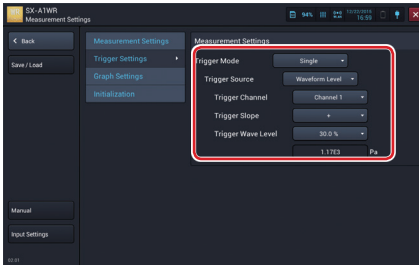 SX-A1WR
Measurement Settings
94%
12/23/2019
16:59
< Back
Save / Load
Manual
Input Settings
Measurement Settings
Trigger Settings
Graph Settings
Initialization
Measurement Settings
Trigger Mode Single
Trigger Source Waveform Level
Trigger Channel Channel 1
Trigger Slope +
Trigger Wave Level 30.0 %
1.17E3 Pa